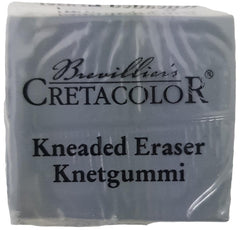 Brevillier's
CRETACOLOR®
Kneaded Eraser
Knetgummi